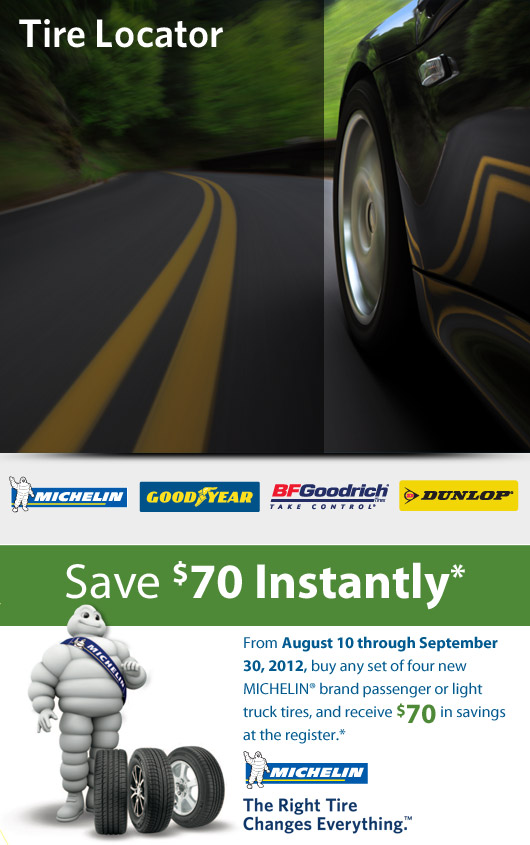 Tire Locator
MICHELIN
GOODYEAR
BFGoodrich Tires
TAKE CONTROL®
DUNLOP®
Save $70 Instantly*
MICHELIN
From August 10 through September
30, 2012, buy any set of four new
MICHELIN® brand passenger or light
truck tires, and receive $70 in savings
at the register.*
MICHELIN
The Right Tire
Changes Everything.™